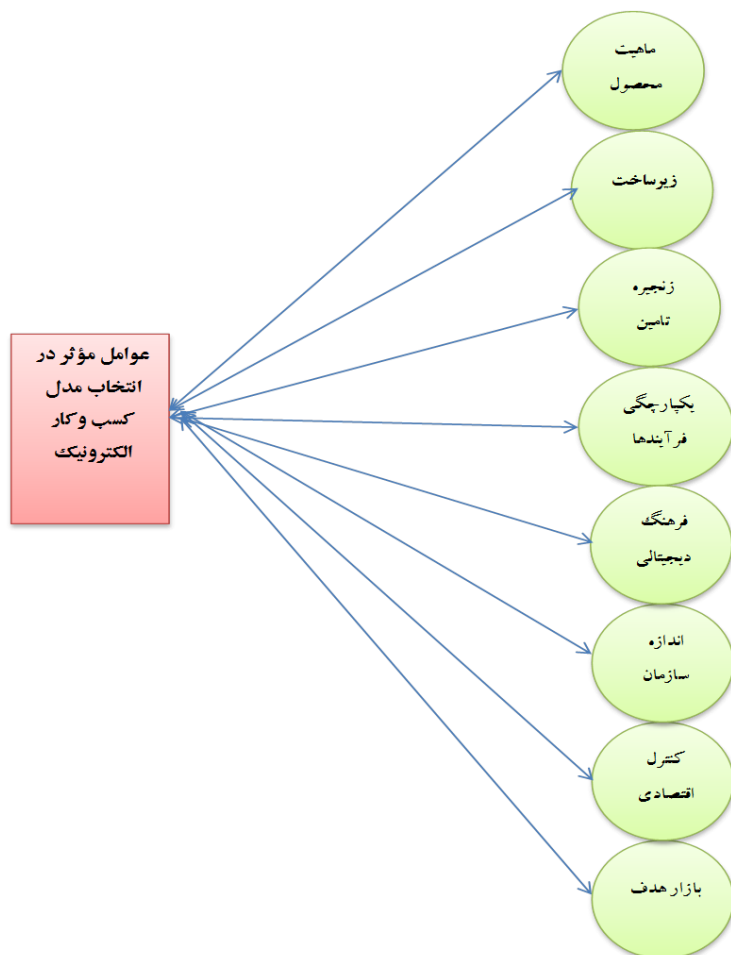 ماهیت
محصول
زیرساخت
زنجیره
تامین
عوامل مؤثر در
انتخاب مدل
کسب وکار
الکترونیک
یکپارچگی
فرآیندها
فرهنگ
دیجیتالی
اندازه
سازمان
کنترل
اقتصادی
بازار هدف